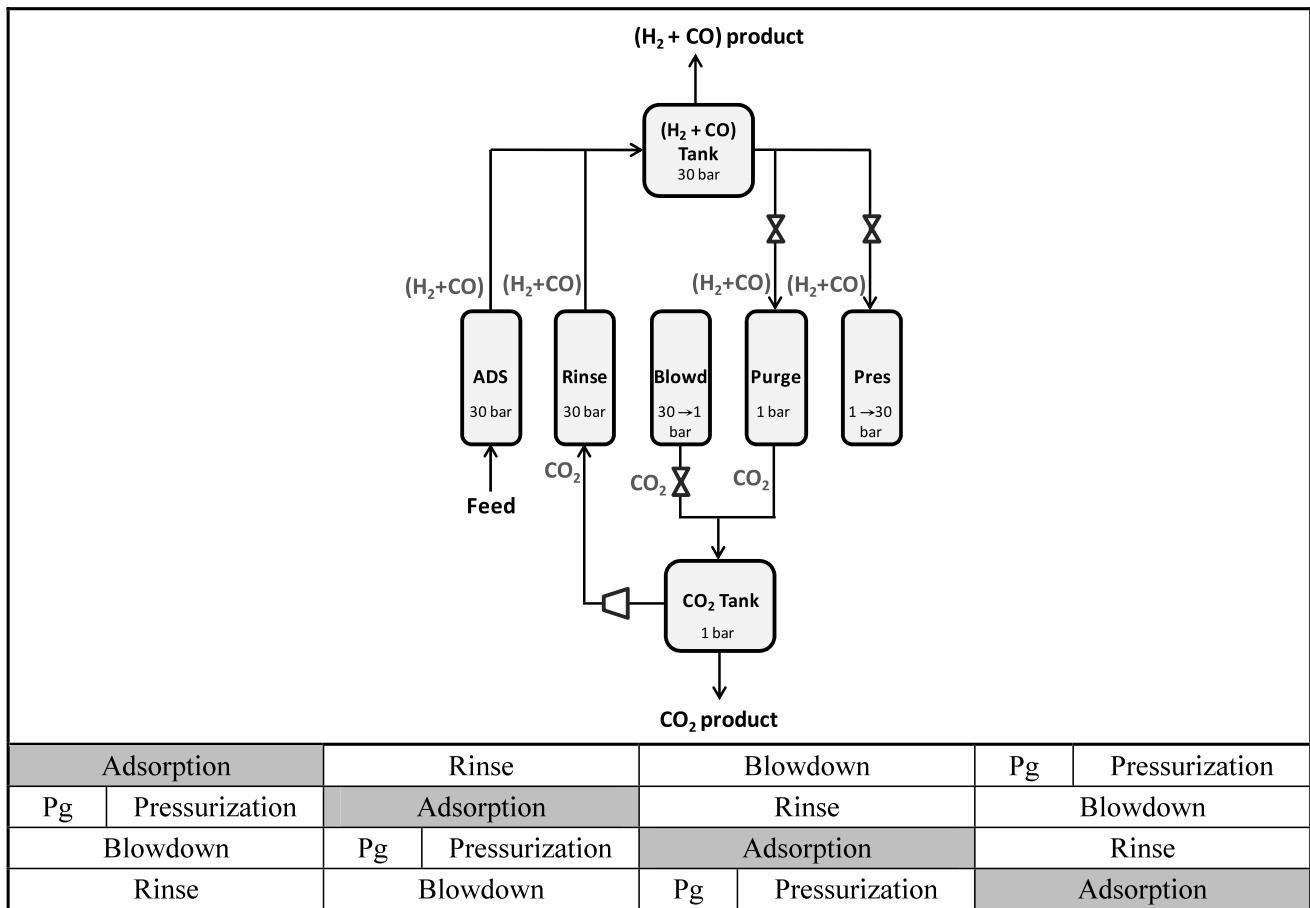 (H₂ + CO) product
(H₂ + CO)
Tank
30 bar
(H₂+CO) (H₂+CO) (H₂+CO) (H₂+CO)
ADS Rinse Blowd Purge Pres
30 bar 30 bar 30 →1 1 bar 1 →30
bar bar
CO₂ CO₂ CO₂
Feed
CO₂ Tank
1 bar
CO₂ product
Adsorption Rinse Blowdown Pg Pressurization
Pg Pressurization Adsorption Rinse Blowdown
Blowdown Pg Pressurization Adsorption Rinse
Rinse Blowdown Pg Pressurization Adsorption